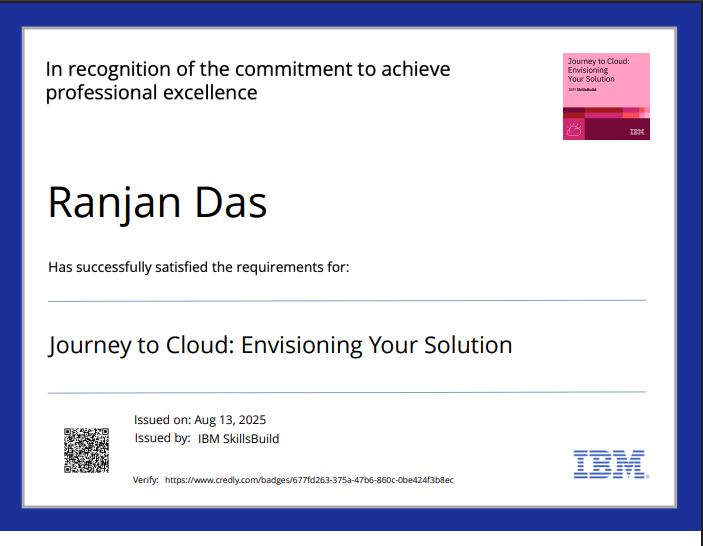 In recognition of the commitment to achieve
professional excellence
Journey to Cloud:
Envisioning
Your Solution
IBM SkillsBuild
IBM
Ranjan Das
Has successfully satisfied the requirements for:
Journey to Cloud: Envisioning Your Solution
Issued on: Aug 13, 2025
Issued by: IBM SkillsBuild
Verify: https://www.credly.com/badges/677fd263-375a-47b6-860c-0be424f3b8ec
IBM®